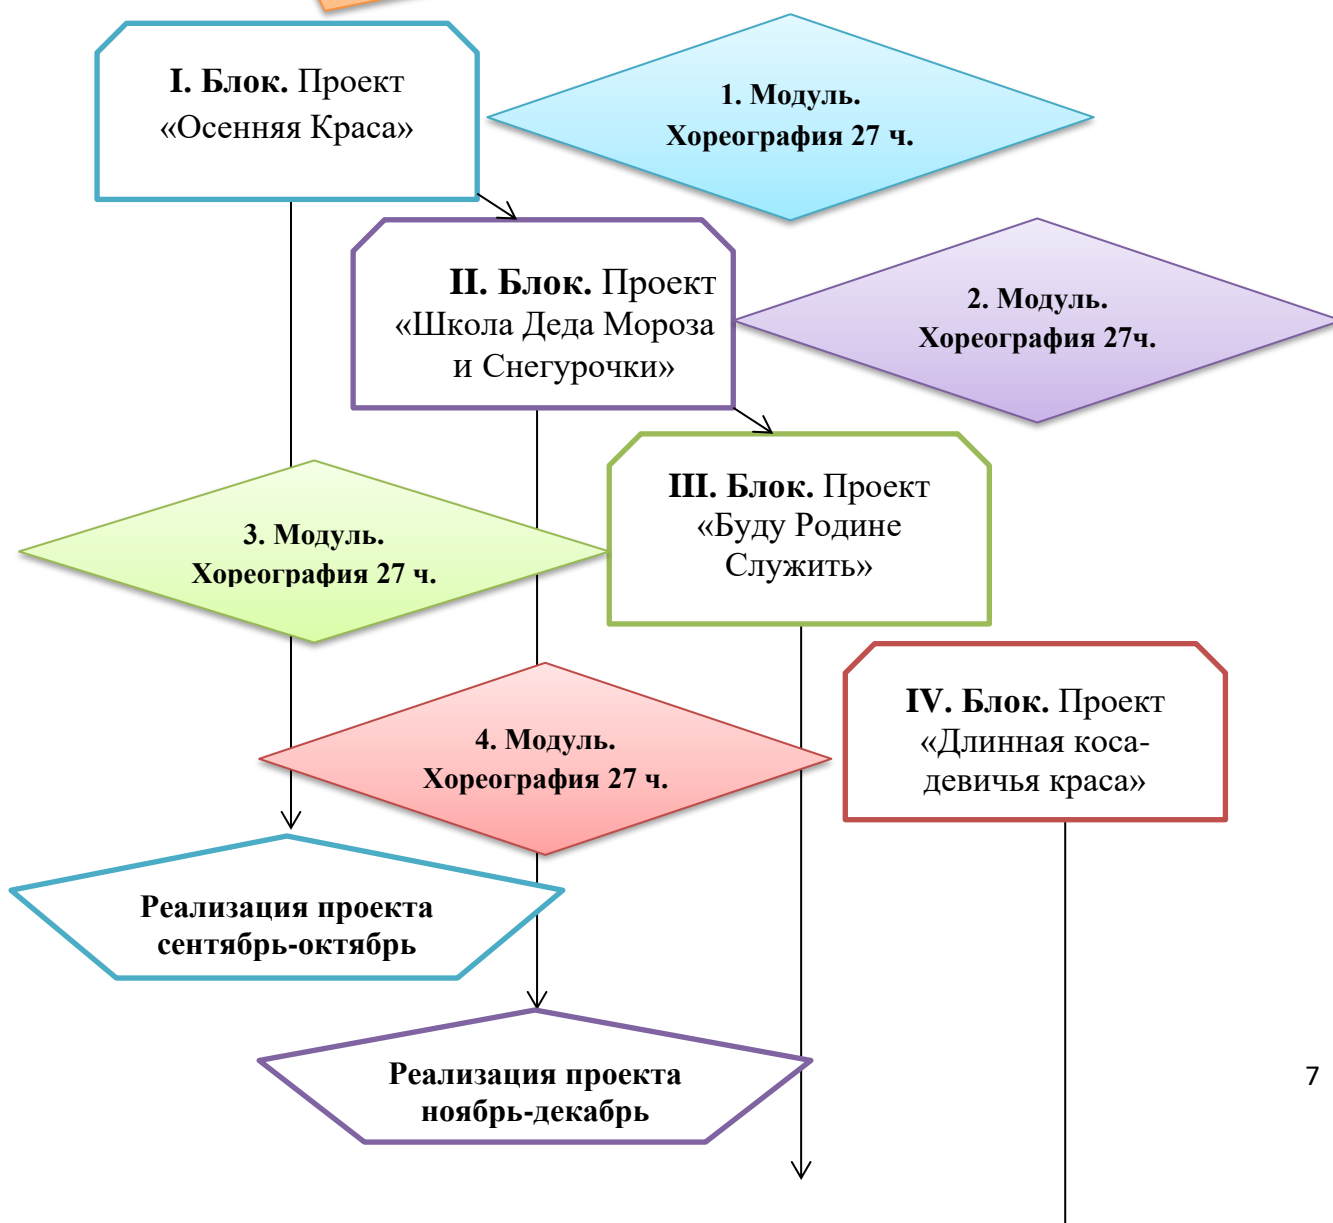 I. Блок. Проект
«Осенняя Краса»
1. Модуль.
Хореография 27 ч.
II. Блок. Проект
«Школа Деда Мороза
и Снегурочки»
2. Модуль.
Хореография 27ч.
III. Блок. Проект
«Буду Родине
Служить»
3. Модуль.
Хореография 27 ч.
IV. Блок. Проект
«Длинная коса-
девичья краса»
4. Модуль.
Хореография 27 ч.
Реализация проекта
сентябрь-октябрь
Реализация проекта
ноябрь-декабрь
7